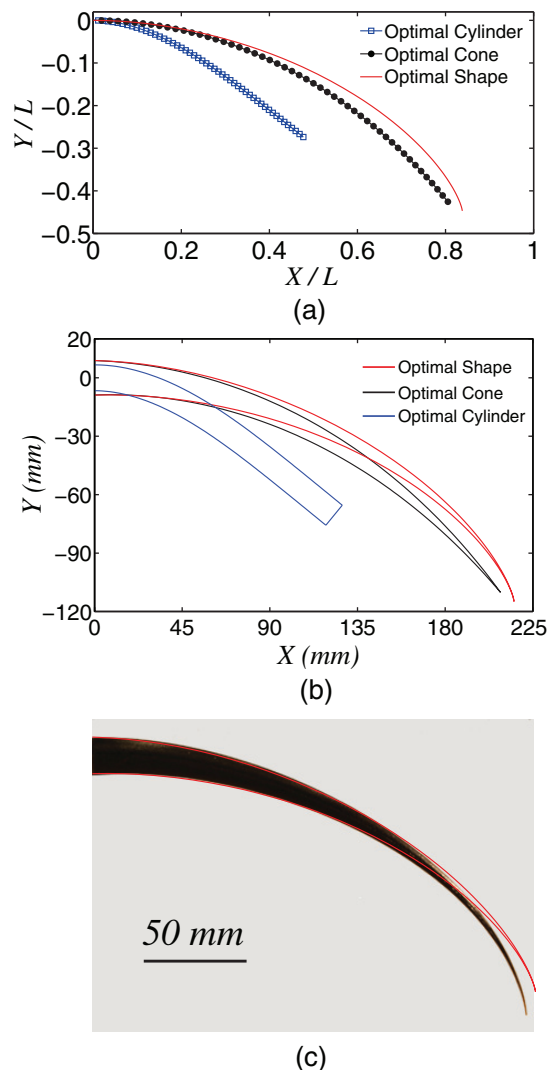 0
−0.1
−0.2
−0.3
−0.4
−0.5
Y / L
Optimal Cylinder
Optimal Cone
Optimal Shape
0 0.2 0.4 0.6 0.8 1
X / L
(a)
20
0
−30
−60
−90
−120
Y (mm)
Optimal Shape
Optimal Cone
Optimal Cylinder
0 45 90 135 180 225
X (mm)
(b)
50 mm
(c)